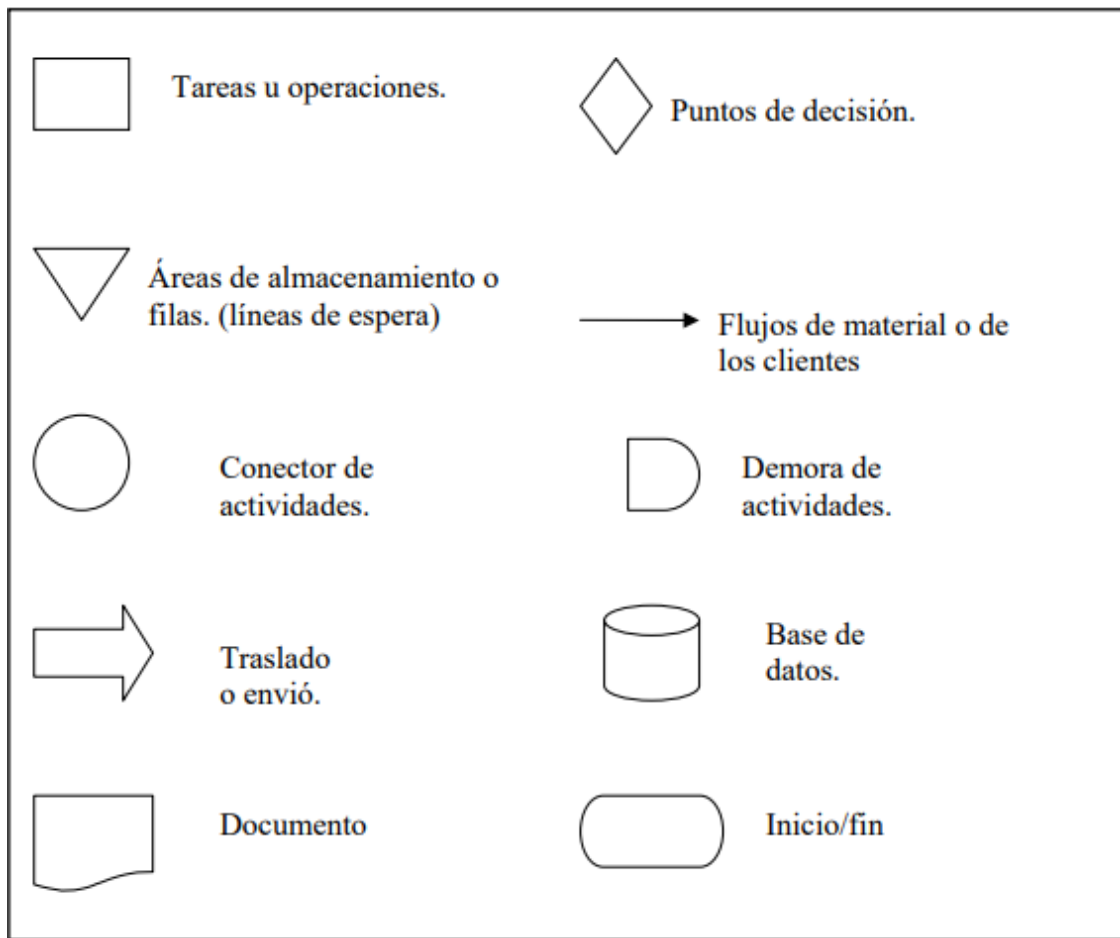 Tareas u operaciones.
Puntos de decisión.
Áreas de almacenamiento o
filas. (líneas de espera)
Flujos de material o de
los clientes
Conector de
actividades.
Demora de
actividades.
Traslado
o envió.
Base de
datos.
Documento
Inicio/fin